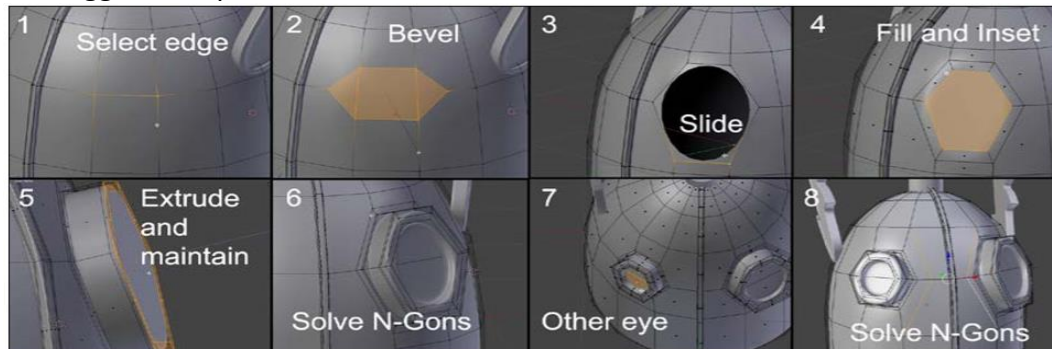 1
Select edge
2
Bevel
3
Slide
4
Fill and Inset
5
Extrude
and
maintain
6
Solve N-Gons
7
Other eye
8
Solve N-Gons